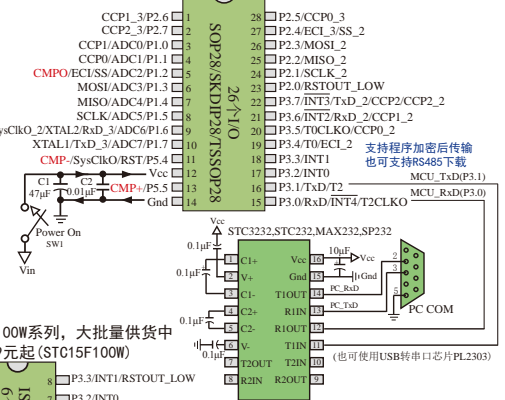 CCP1_3/P2.6 1 28 P2.5/CCP0_3
CCP2_3/P2.7 2 27 P2.4/ECI_3/SS_2
CCP1/ADC0/P1.0 3 26 P2.3/MOSI_2
CCP0/ADC1/P1.1 4 25 P2.2/MISO_2
CMPO/ECI/SS/ADC2/P1.2 5 24 P2.1/SCLK_2
MOSI/ADC3/P1.3 6 23 P2.0/RSTOUT_LOW
MISO/ADC4/P1.4 7 22 P3.7/INT3/TxD_2/CCP2/CCP2_2
SCLK/ADC5/P1.5 8 21 P3.6/INT2/RxD_2/CCP1_2
ysClkO_2/XTAL2/RxD_3/ADC6/P1.6 9 20 P3.5/T0CLKO/CCP0_2
XTAL1/TxD_3/ADC7/P1.7 10 19 P3.4/T0/ECI_2
CMP-/SysClkO/RST/P5.4 11 18 P3.3/INT1
Vcc 12 17 P3.2/INT0
CMP+/P5.5 13 16 P3.1/TxD/T2
Gnd 14 15 P3.0/RxD/INT4/T2CLKO
SOP28/SKDIP28/TSSOP28
26个I/O
支持程序加密后传输
也可支持RS485下载
MCU_TxD(P3.1)
MCU_RxD(P3.0)
C1
47μF
C2
0.01μF
Power On
SW1
Vin
Vcc
STC3232,STC232,MAX232,SP232
0.1μF
10μF
0.1μF
0.1μF
0.1μF
1 C1+ Vcc 16 Vcc
2 V+ Gnd 15 Gnd
3 C1- T1OUT 14 PC_RxD
4 C2+ R1IN 13 PC_TxD
5 C2- R1OUT 12
6 V- T1IN 11
7 T2OUT T2IN 10
8 R2IN R2OUT 9
2
3
5
PC COM
(也可使用USB转串口芯片PL2303)
00W系列，大批量供货中
元起(STC15F100W)
8 P3.3/INT1/RSTOUT_LOW
7 P3.2/INT0